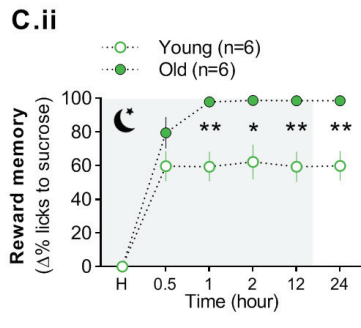 C.ii
Young (n=6)
Old (n=6)
Reward memory
(Δ% licks to sucrose)
100
80
60
40
20
0
** * ** **
H 0.5 1 2 12 24
Time (hour)